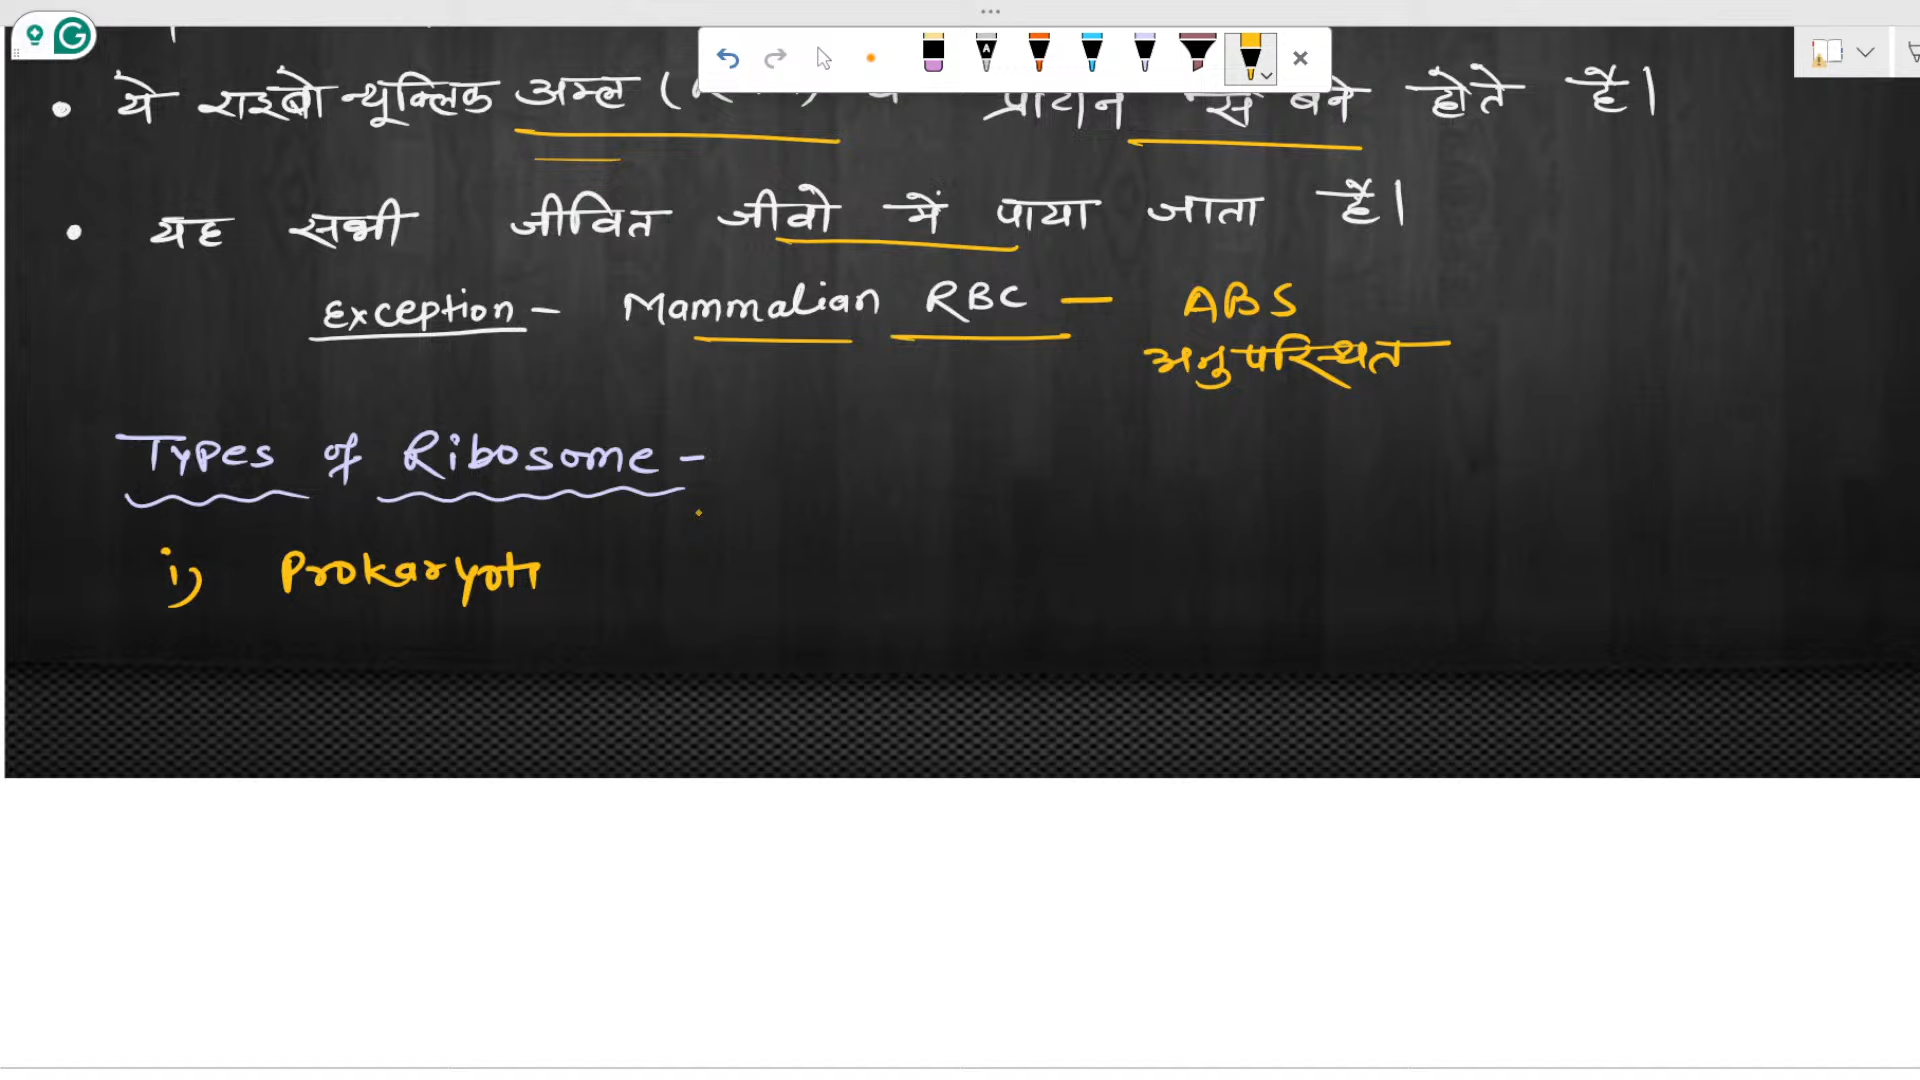 • ये राइबो न्यूक्लिक अम्ल ( प्रोटीन से बने होते है।
• यह सभी जीवित जीवो में पाया जाता है।
Exception - Mammalian RBC — ABS
अनुपस्थित
Types of Ribosome -
i) Prokaryoti